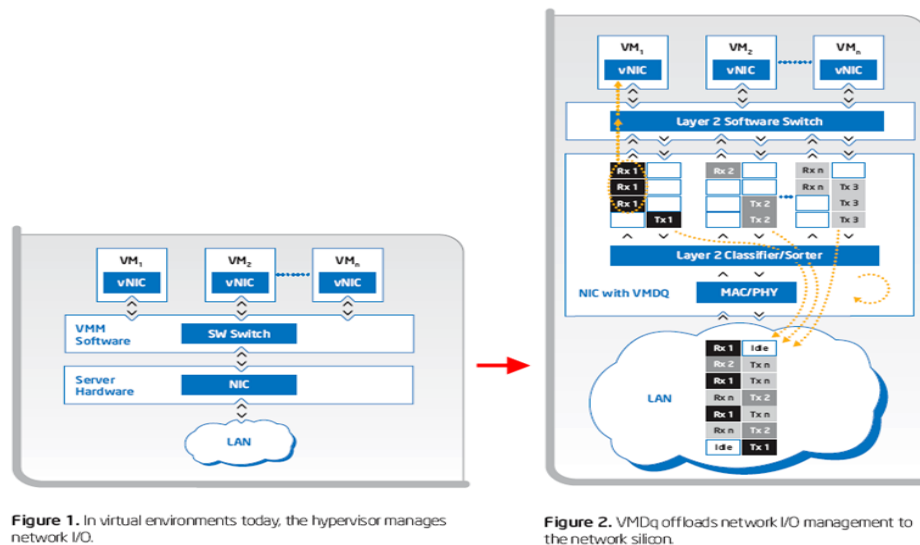 VM1
VM2
VMn
vNIC
vNIC
vNIC
VMM
Software
SW Switch
Server
Hardware
NIC
LAN
Figure 1. In virtual environments today, the hypervisor manages
network I/O.
VM1
VM2
VMn
vNIC
vNIC
vNIC
Layer 2 Software Switch
Rx 1
Rx 2
Rx n
Rx 1
Rx n
Tx 3
Rx 1
Tx 2
Tx 3
Tx 1
Tx 2
Tx 3
Layer 2 Classifier/Sorter
NIC with VMDQ
MAC/PHY
LAN
Rx 1
Idle
Rx 2
Tx n
Rx 1
Tx n
Rx n
Tx 2
Rx 1
Tx n
Rx n
Tx 2
Idle
Tx 1
Figure 2. VMDq offloads network I/O management to
the network silicon.